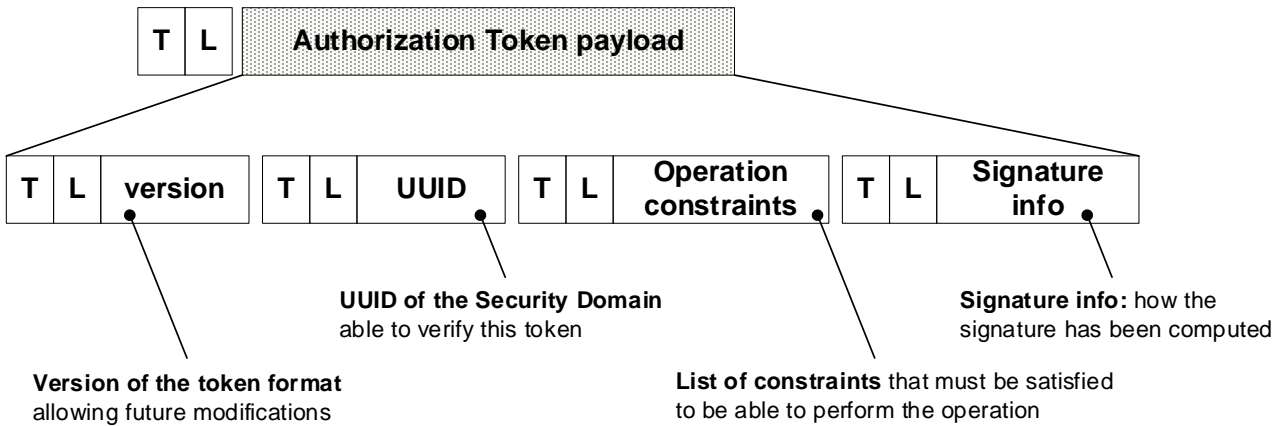 T L Authorization Token payload
T L version T L UUID T L Operation constraints T L Signature info
UUID of the Security Domain
able to verify this token
Signature info: how the
signature has been computed
Version of the token format
allowing future modifications
List of constraints that must be satisfied
to be able to perform the operation